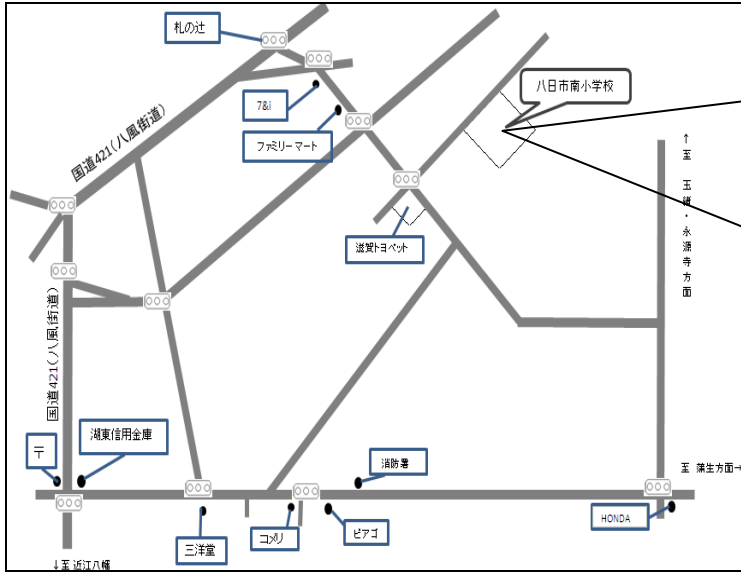 札の辻
八日市南小学校
7&i
国道421(八風街道)
ファミリーマート
↑至 玉緒・永源寺方面
滋賀トヨペット
国道421(八風街道)
〒
湖東信用金庫
消防署
至 蒲生方面→
HONDA
三洋堂
コメリ
ピアゴ
↓至 近江八幡